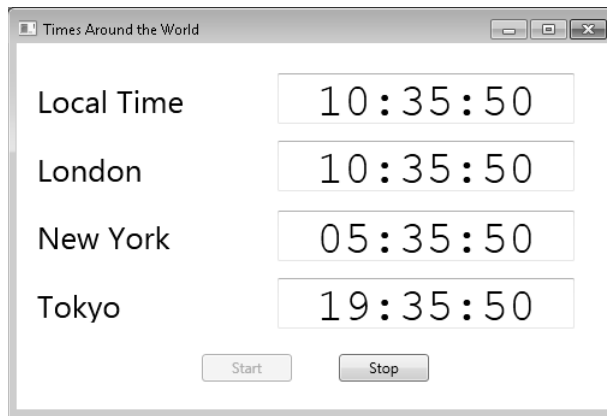 Times Around the World
Local Time 10:35:50
London 10:35:50
New York 05:35:50
Tokyo 19:35:50
Start Stop